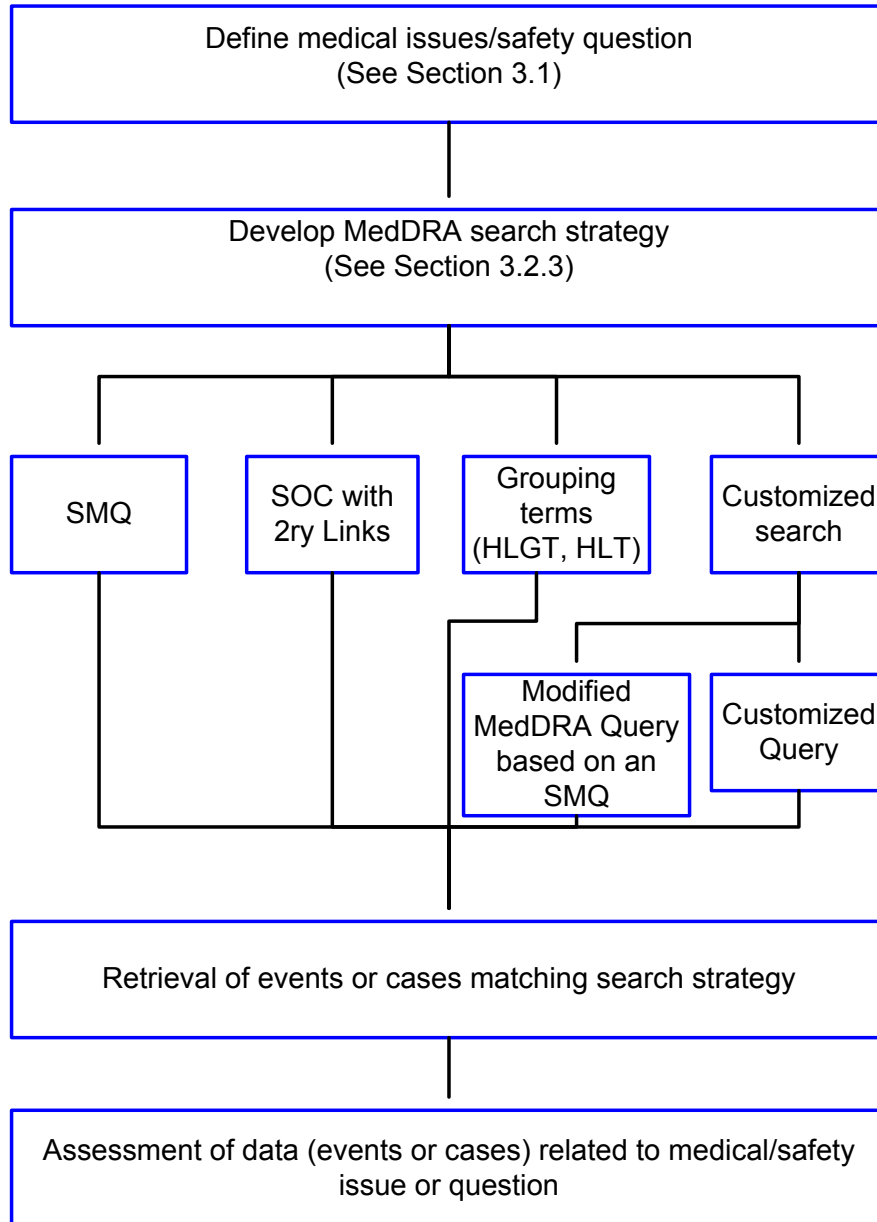 Define medical issues/safety question
(See Section 3.1)
Develop MedDRA search strategy
(See Section 3.2.3)
SMQ
SOC with
2ry Links
Grouping
terms
(HLGT, HLT)
Customized
search
Modified
MedDRA Query
based on an
SMQ
Customized
Query
Retrieval of events or cases matching search strategy
Assessment of data (events or cases) related to medical/safety
issue or question